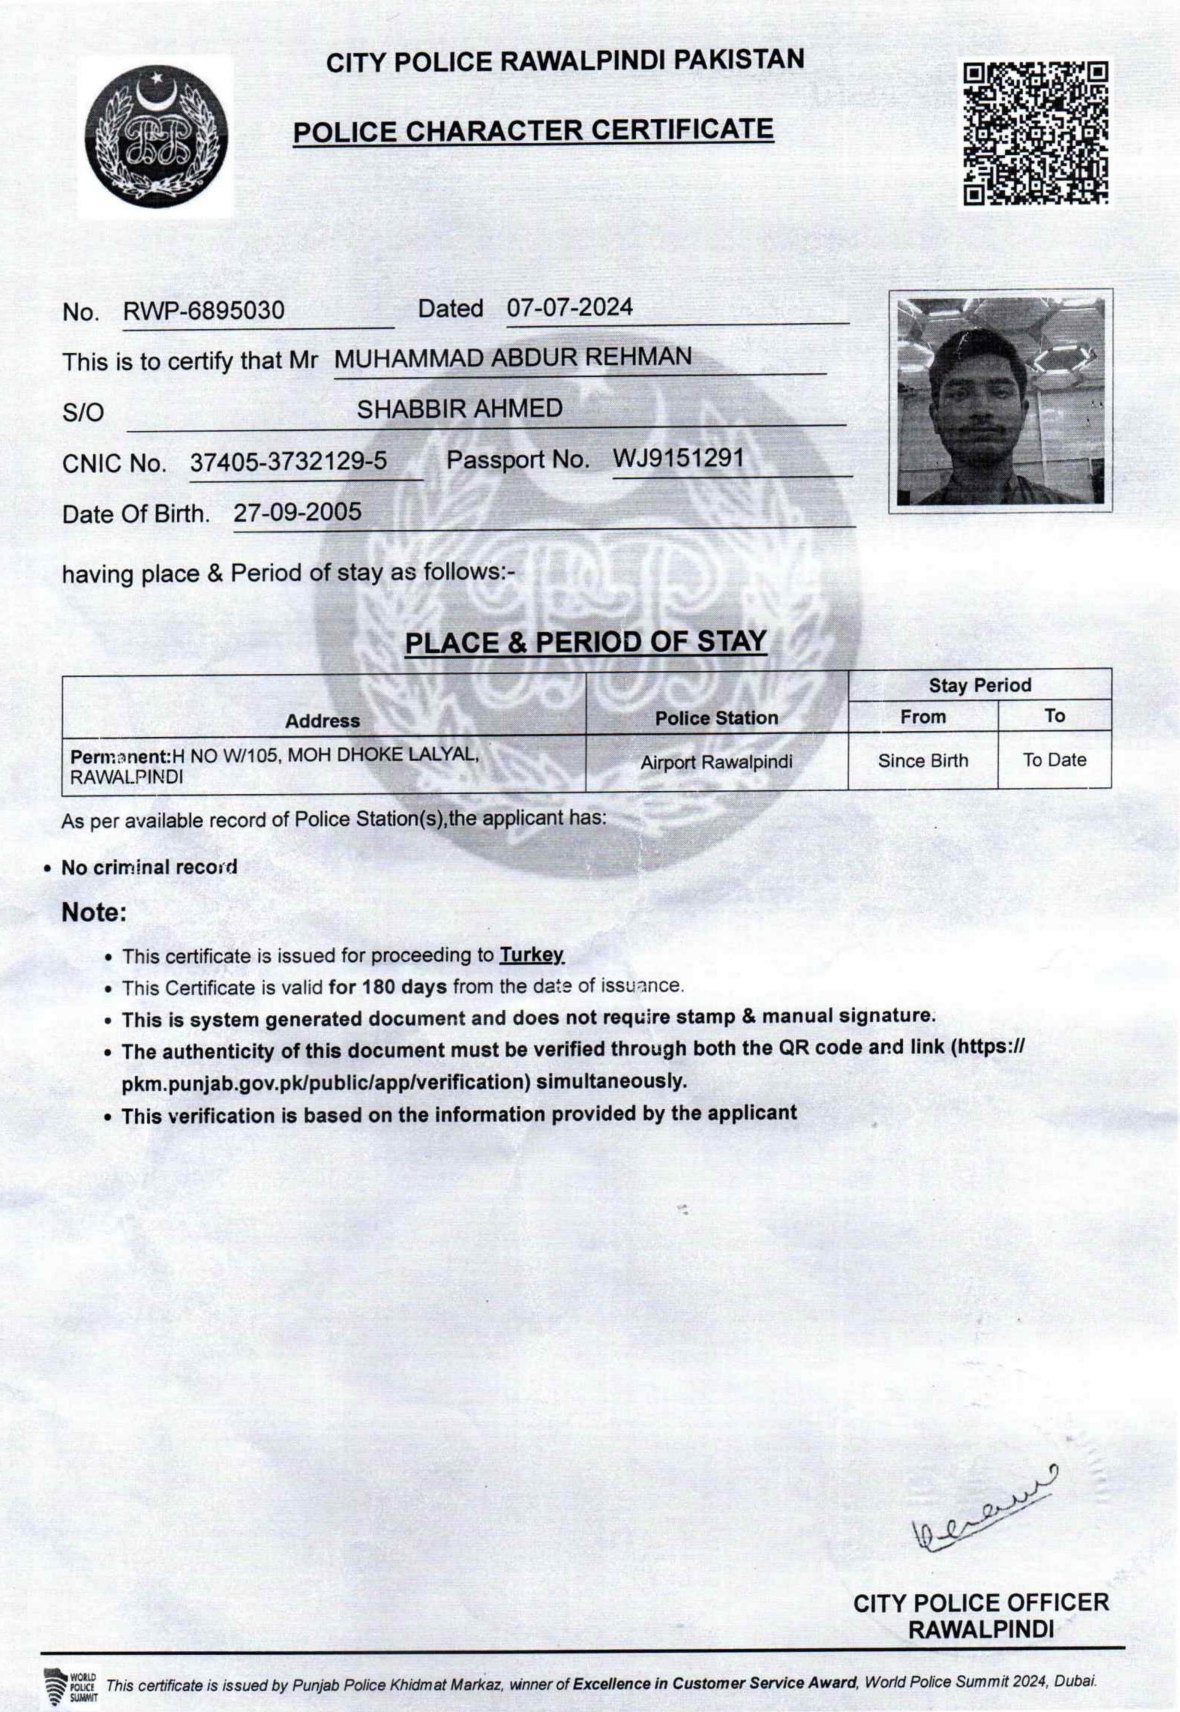 CITY POLICE RAWALPINDI PAKISTAN
POLICE CHARACTER CERTIFICATE
No. RWP-6895030 Dated 07-07-2024
This is to certify that Mr MUHAMMAD ABDUR REHMAN
S/O SHABBIR AHMED
CNIC No. 37405-3732129-5 Passport No. WJ9151291
Date Of Birth. 27-09-2005
having place & Period of stay as follows:-
PLACE & PERIOD OF STAY
Address Police Station Stay Period
From To
Permanent:H NO W/105, MOH DHOKE LALYAL,
RAWALPINDI
Airport Rawalpindi Since Birth To Date
As per available record of Police Station(s),the applicant has:
• No criminal record
Note:
• This certificate is issued for proceeding to Turkey.
• This Certificate is valid for 180 days from the date of issuance.
• This is system generated document and does not require stamp & manual signature.
• The authenticity of this document must be verified through both the QR code and link (https://
pkm.punjab.gov.pk/public/app/verification) simultaneously.
• This verification is based on the information provided by the applicant
CITY POLICE OFFICER
RAWALPINDI
WORLD
POLICE
SUMMIT
This certificate is issued by Punjab Police Khidmat Markaz, winner of Excellence in Customer Service Award, World Police Summit 2024, Dubai.